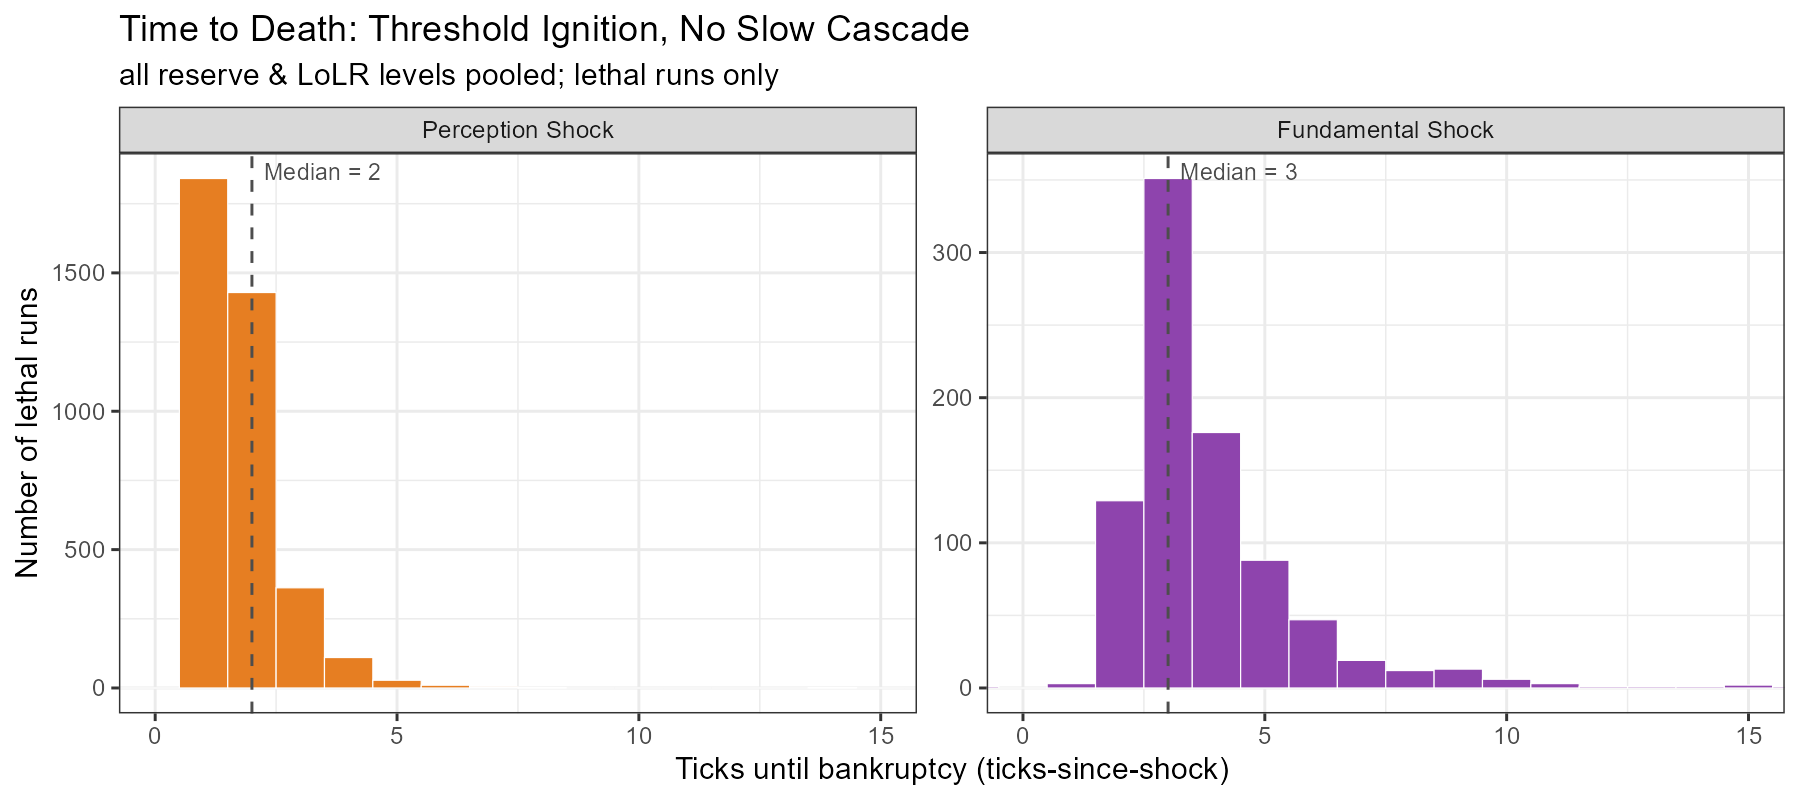 Time to Death: Threshold Ignition, No Slow Cascade
all reserve & LoLR levels pooled; lethal runs only
Perception Shock
Fundamental Shock
Median = 2
Median = 3
Number of lethal runs
1500
1000
500
0
300
200
100
0
0 5 10 15
0 5 10 15
Ticks until bankruptcy (ticks-since-shock)